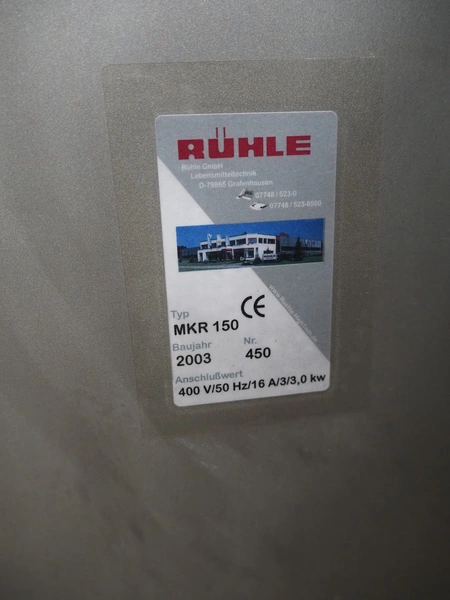 RÜHLE
Rühle GmbH
Lebensmitteltechnik
D-79865 Grafenhausen
07748 / 523-0
07748 / 523-8500
Typ
CE
MKR 150
Baujahr
Nr.
2003
450
Anschlußwert
400 V/50 Hz/16 A/3/3,0 kw